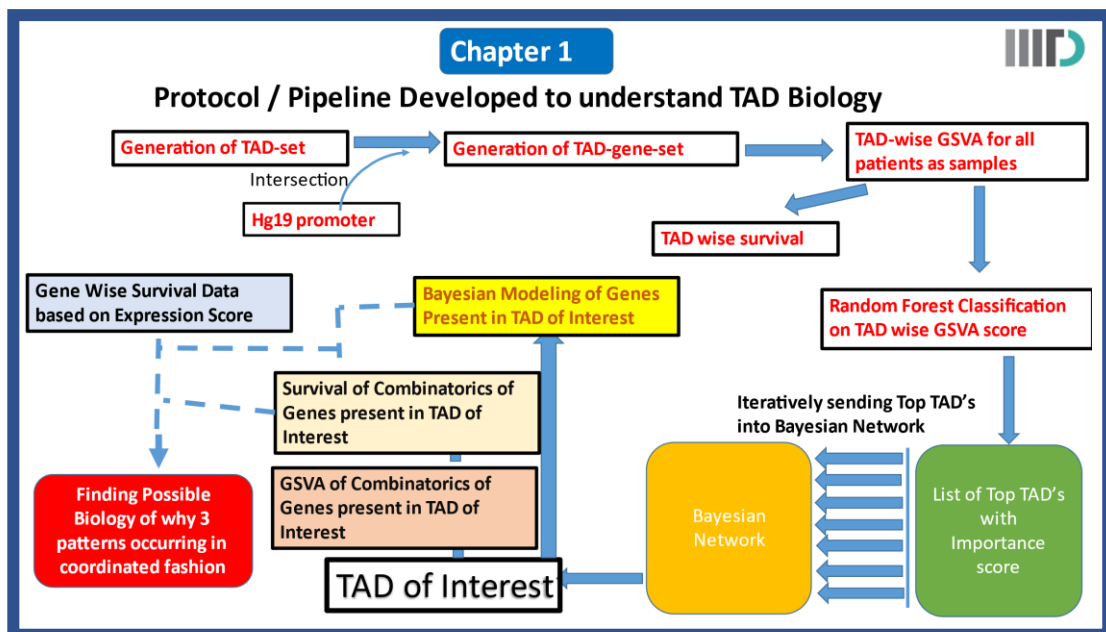 Chapter 1
Protocol / Pipeline Developed to understand TAD Biology
Generation of TAD-set
Generation of TAD-gene-set
TAD-wise GSVA for all
patients as samples
Intersection
Hg19 promoter
TAD wise survival
Gene Wise Survival Data
based on Expression Score
Bayesian Modeling of Genes
Present in TAD of Interest
Random Forest Classification
on TAD wise GSVA score
Survival of Combinatorics of
Genes present in TAD of
Interest
Iteratively sending Top TAD's
into Bayesian Network
GSVA of Combinatorics of
Genes present in TAD of
Interest
Finding Possible
Biology of why 3
patterns occurring in
coordinated fashion
Bayesian
Network
List of Top TAD's
with
Importance
score
TAD of Interest